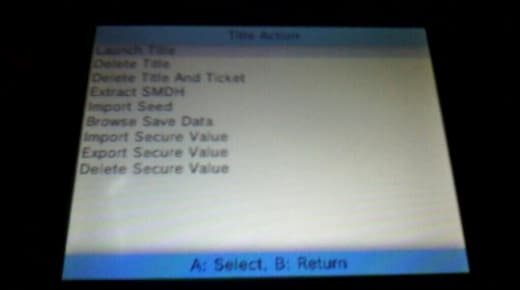 Title Action
Launch Title
Delete Title
Delete Title And Ticket
Extract SMDH
Import Seed
Browse Save Data
Import Secure Value
Export Secure Value
Delete Secure Value
A: Select, B: Return